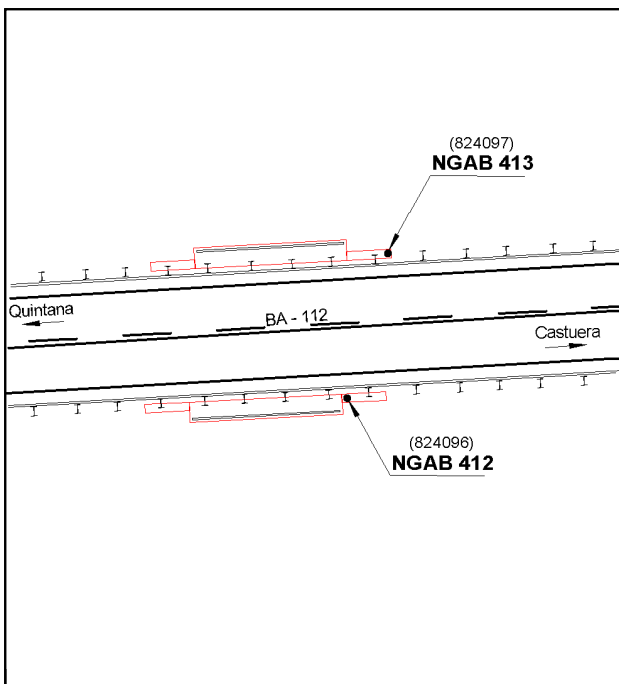 (824097)
NGAB 413
Quintana
BA - 112
Castuera
(824096)
NGAB 412